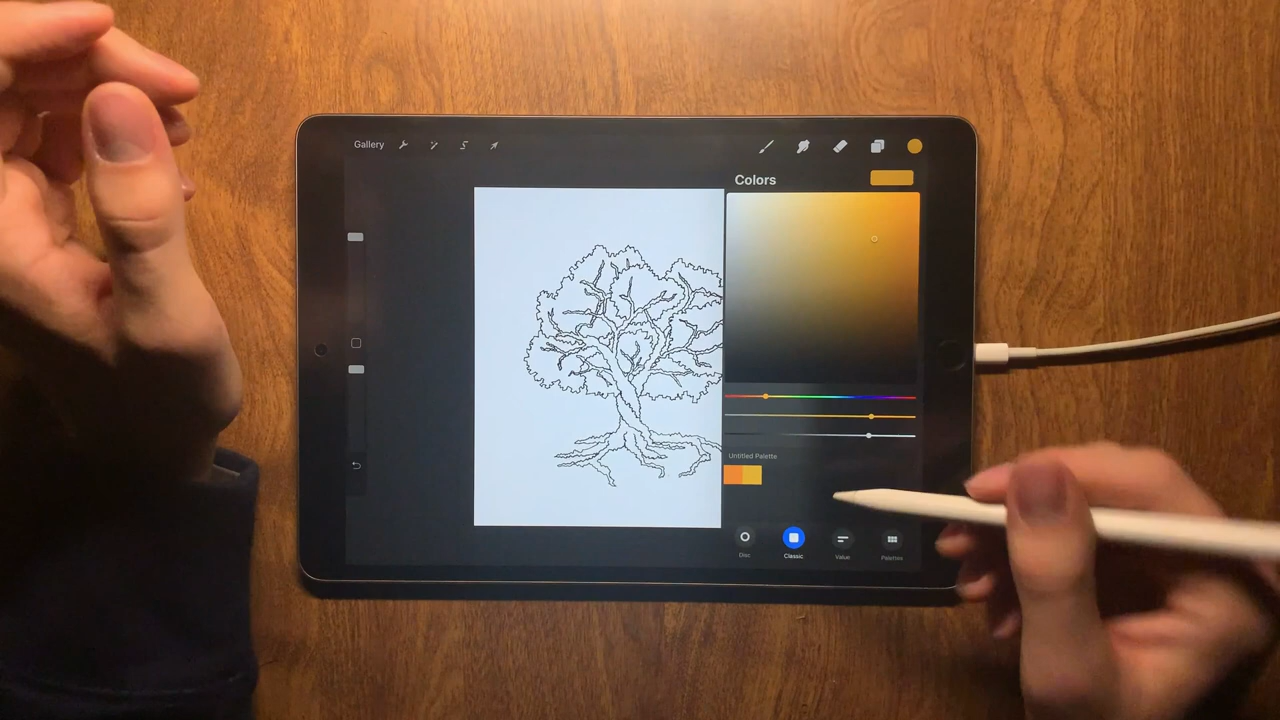 Gallery
Colors
Untitled Palette
Disc
Classic
Value
Palettes